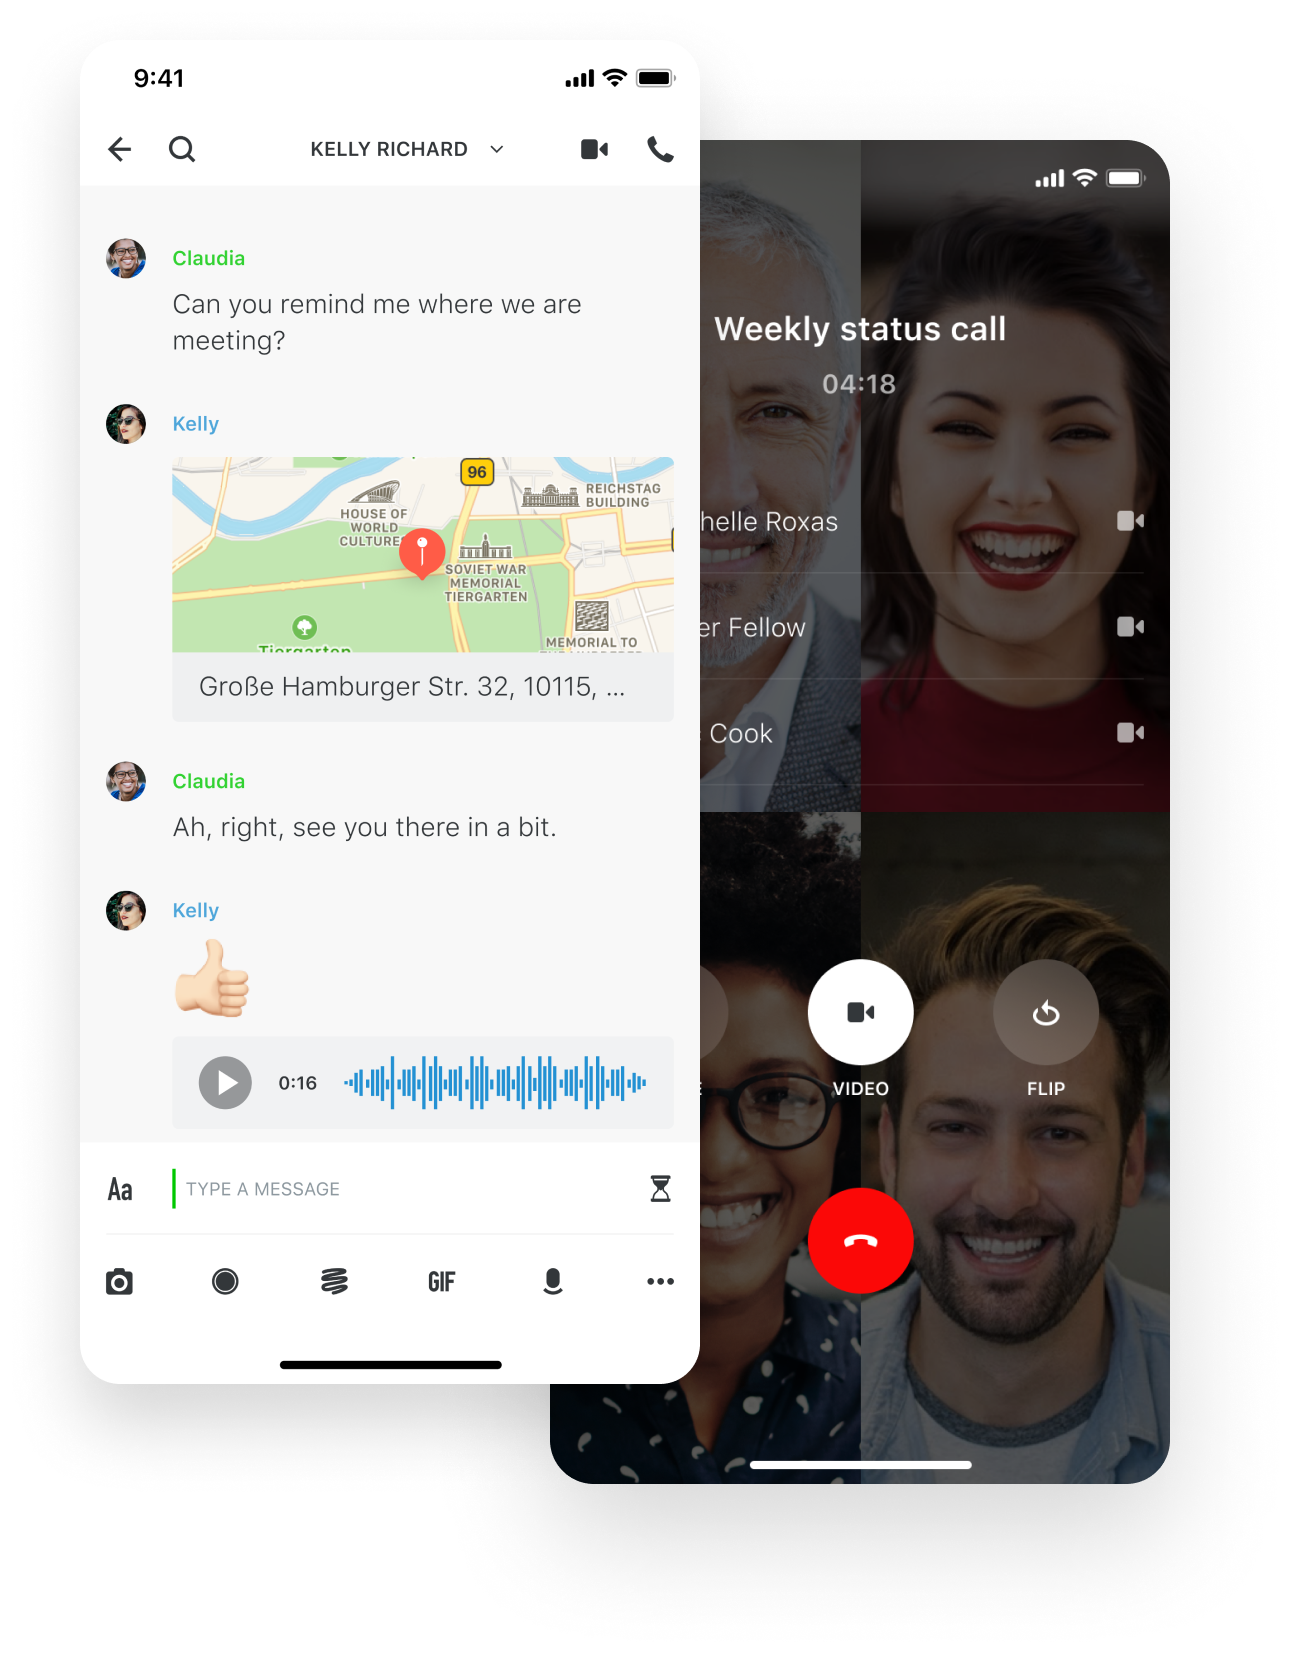 9:41
KELLY RICHARD
Claudia
Can you remind me where we are
meeting?
Kelly
96
REICHSTAG
BUILDING
HOUSE OF
WORLD
CULTURES
SOVIET WAR
MEMORIAL
TIERGARTEN
MEMORIAL TO
Tiergarten
Große Hamburger Str. 32, 10115, ...
Claudia
Ah, right, see you there in a bit.
Kelly
0:16
Aa
TYPE A MESSAGE
GIF
Weekly status call
04:18
helle Roxas
er Fellow
Cook
VIDEO
FLIP